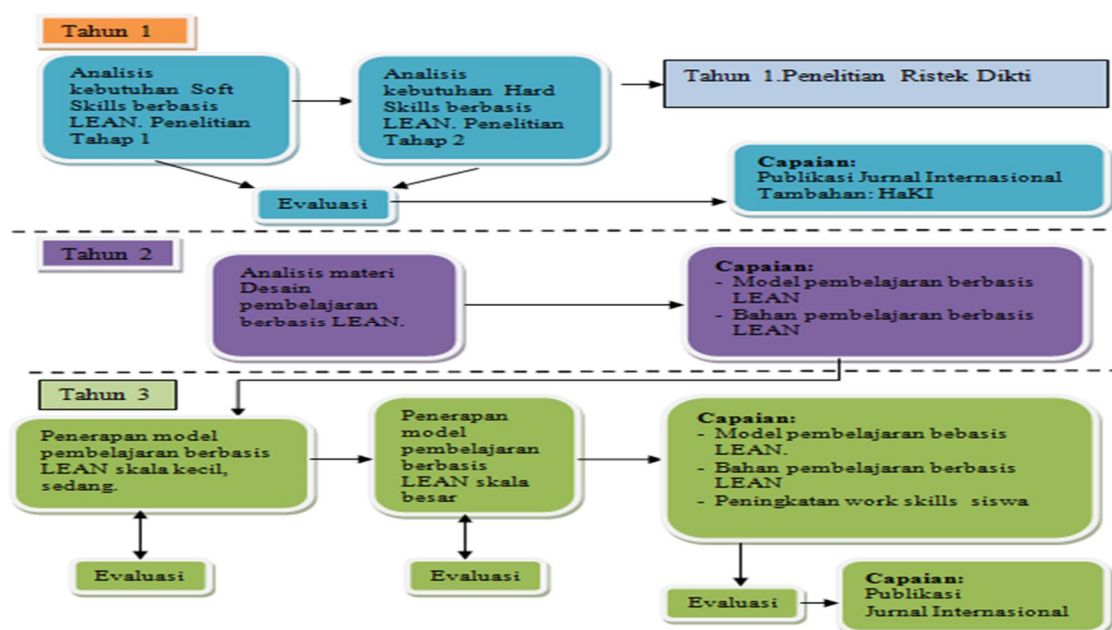 Tahun 1
Analisis
kebutuhan Soft
Skills berbasis
LEAN. Penelitian
Tahap 1
Analisis
kebutuhan Hard
Skills berbasis
LEAN. Penelitian
Tahap 2
Tahun 1.Penelitian Ristek Dikti
Evaluasi
Capaian:
Publikasi Jurnal Internasional
Tambahan: HaKI
Tahun 2
Analisis materi
Desain
pembelajaran
berbasis LEAN.
Capaian:
- Model pembelajaran berbasis
LEAN
- Bahan pembelajaran berbasis
LEAN
Tahun 3
Penerapan model
pembelajaran berbasis
LEAN skala kecil,
sedang.
Penerapan
model
pembelajaran
berbasis
LEAN skala
besar
Capaian:
- Model pembelajaran bebasis
LEAN.
- Bahan pembelajaran berbasis
LEAN
- Peningkatan work skills siswa
Evaluasi
Evaluasi
Evaluasi
Capaian:
Publikasi
Jurnal Internasional